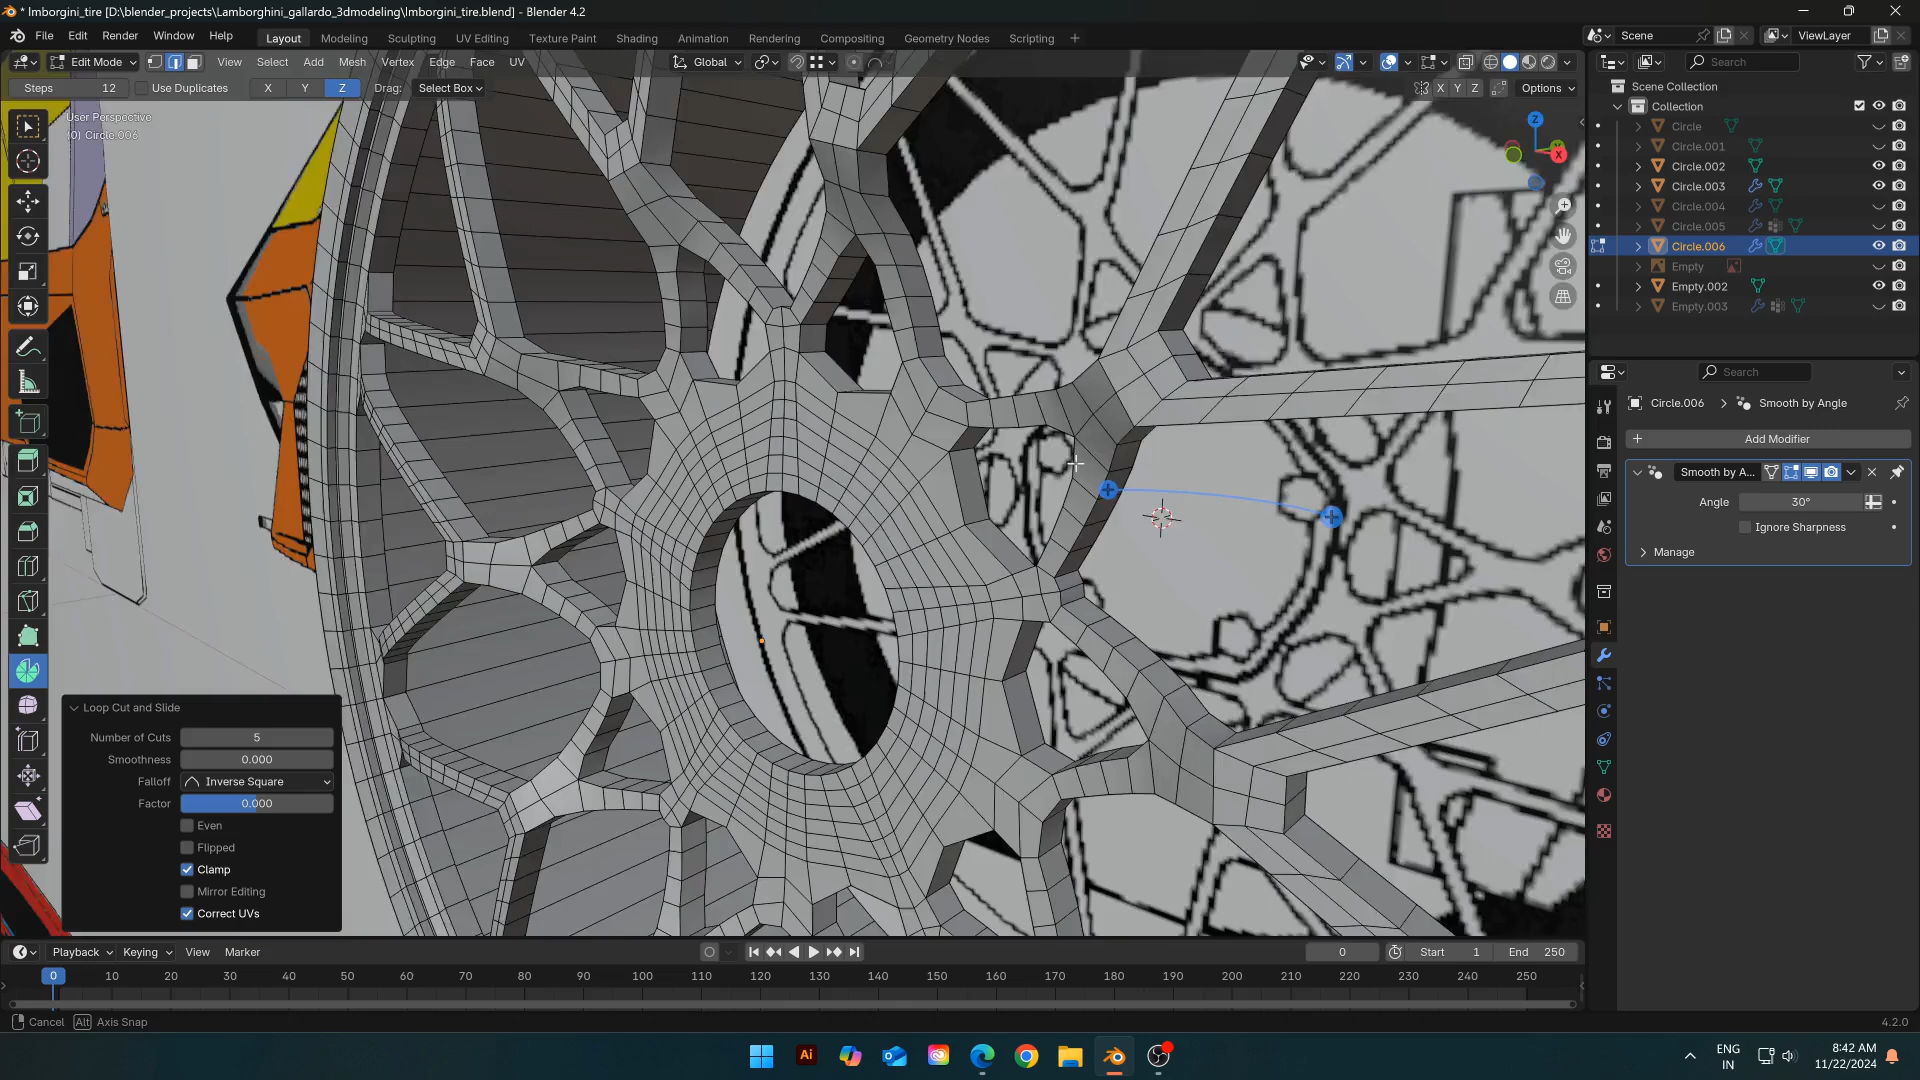 * lmborgini_tire [D:\blender_projects\Lamborghini_gallardo_3dmodeling\lmborgini_tire.blend] - Blender 4.2
File Edit Render Window Help
Layout Modeling Sculpting UV Editing Texture Paint Shading Animation Rendering Compositing Geometry Nodes Scripting +
Scene ViewLayer
Edit Mode View Select Add Mesh Vertex Edge Face UV Global
Search
Steps 12 Use Duplicates X Y Z Drag: Select Box
X Y Z Options
User Perspective
(0) Circle.006
Z
X
Scene Collection
Collection
Circle
Circle.001
Circle.002
Circle.003
Circle.004
Circle.005
Circle.006
Empty
Empty.002
Empty.003
Search
Circle.006 > Smooth by Angle
+ Add Modifier
Smooth by A...
Angle 30°
Ignore Sharpness
Manage
Loop Cut and Slide
Number of Cuts 5
Smoothness 0.000
Falloff Inverse Square
Factor 0.000
Even
Flipped
Clamp
Mirror Editing
Correct UVs
Playback Keying View Marker
0 Start 1 End 250
0 10 20 30 40 50 60 70 80 90 100 110 120 130 140 150 160 170 180 190 200 210 220 230 240 250
Cancel Alt Axis Snap
4.2.0
Ai
ENG
IN
8:42 AM
11/22/2024